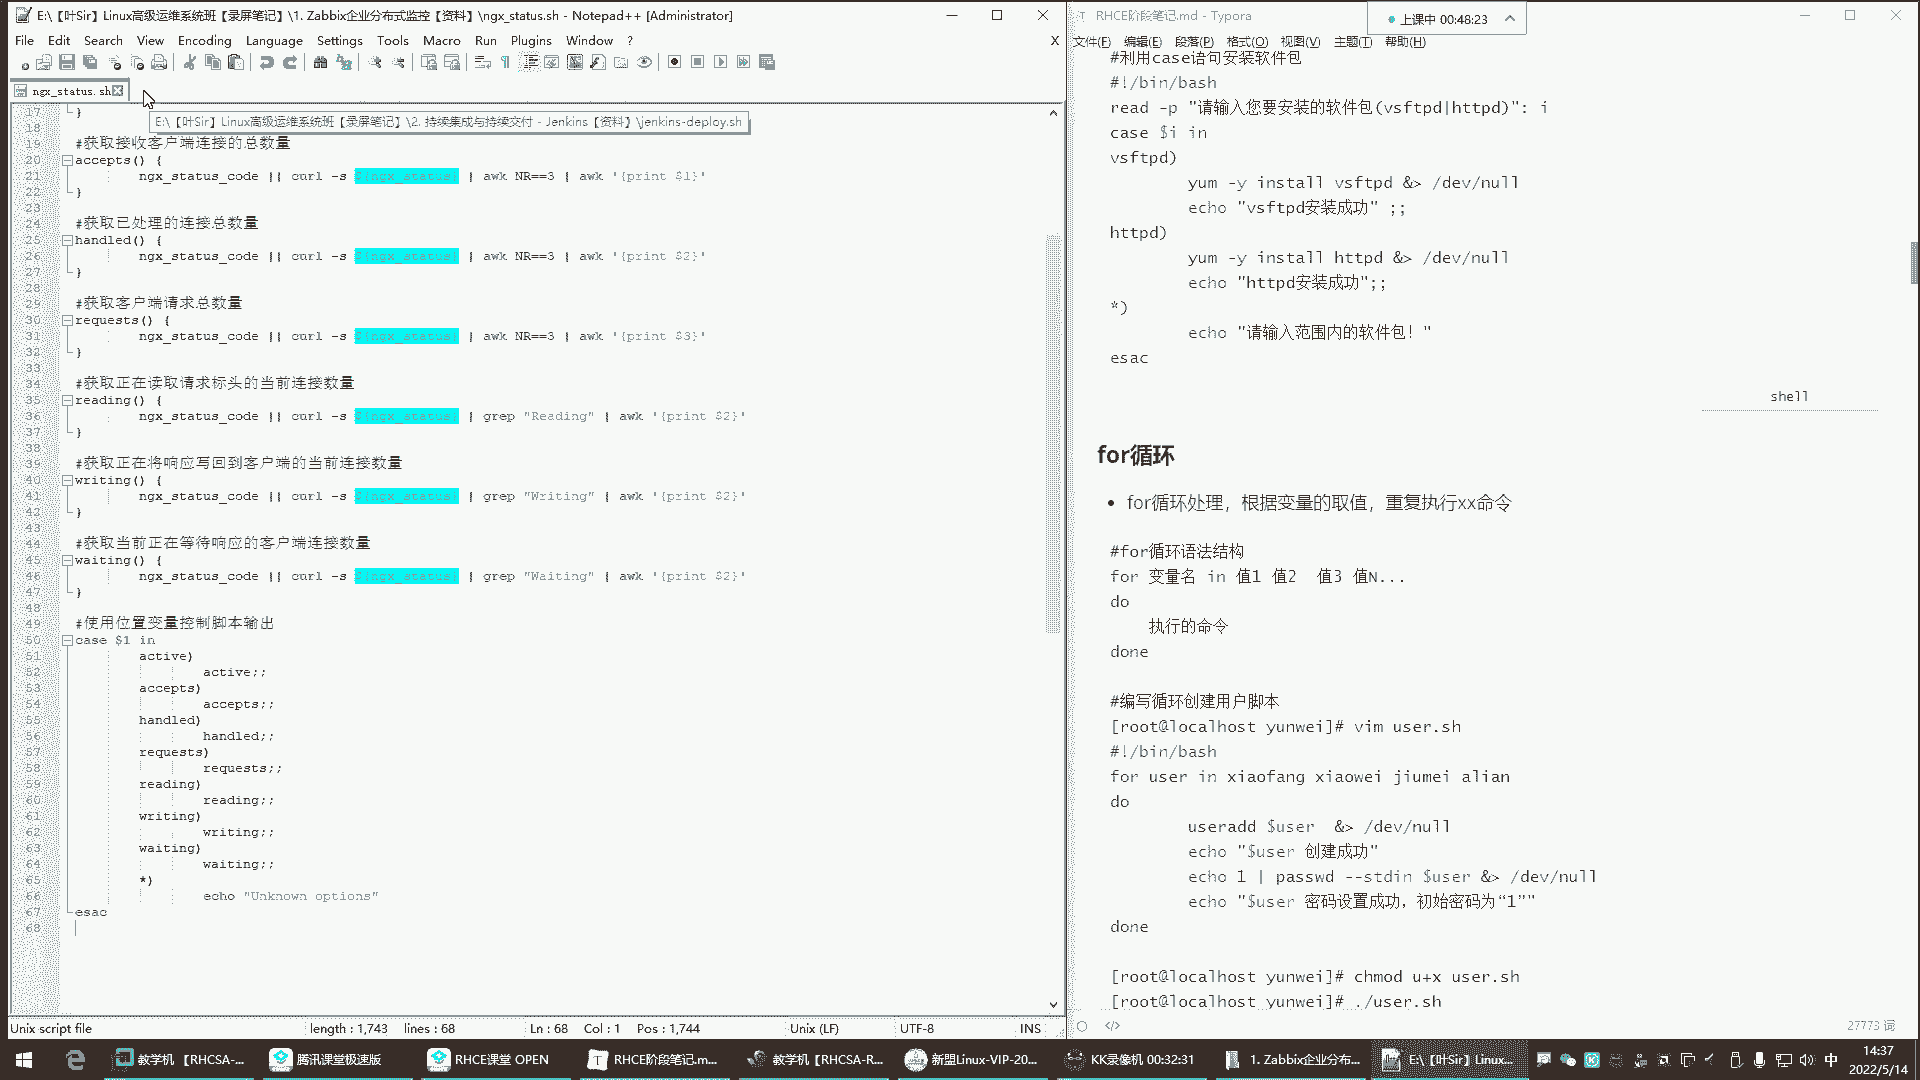 E:\【叶Sir】Linux高级运维系统班【录屏笔记】\1. Zabbix企业分布式监控【资料】\ngx_status.sh - Notepad++ [Administrator]
File Edit Search View Encoding Language Settings Tools Macro Run Plugins Window ? X
ngx_status.sh
E:\【叶Sir】Linux高级运维系统班【录屏笔记】\2. 持续集成与持续交付 - Jenkins【资料】\jenkins-deploy.sh
17 }
18
19 #获取接收客户端连接的总数量
20 accepts() {
21 ngx_status_code || curl -s ${ngx_status} | awk NR==3 | awk '{print $1}'
22 }
23
24 #获取已处理的连接总数量
25 handled() {
26 ngx_status_code || curl -s ${ngx_status} | awk NR==3 | awk '{print $2}'
27 }
28
29 #获取客户端请求总数量
30 requests() {
31 ngx_status_code || curl -s ${ngx_status} | awk NR==3 | awk '{print $3}'
32 }
33
34 #获取正在读取请求标头的当前连接数量
35 reading() {
36 ngx_status_code || curl -s ${ngx_status} | grep "Reading" | awk '{print $2}'
37 }
38
39 #获取正在将响应写回到客户端的当前连接数量
40 writing() {
41 ngx_status_code || curl -s ${ngx_status} | grep "Writing" | awk '{print $2}'
42 }
43
44 #获取当前正在等待响应的客户端连接数量
45 waiting() {
46 ngx_status_code || curl -s ${ngx_status} | grep "Waiting" | awk '{print $2}'
47 }
48
49 #使用位置变量控制脚本输出
50 case $1 in
51 active)
52 active;;
53 accepts)
54 accepts;;
55 handled)
56 handled;;
57 requests)
58 requests;;
59 reading)
60 reading;;
61 writing)
62 writing;;
63 waiting)
64 waiting;;
65 *)
66 echo "Unknown options"
67 esac
68
Unix script file length : 1,743 lines : 68 Ln : 68 Col : 1 Pos : 1,744 Unix (LF) UTF-8 INS
RHCE阶段笔记.md - Typora
上课中 00:48:23
文件(F) 编辑(E) 段落(P) 格式(O) 视图(V) 主题(T) 帮助(H)
#利用case语句安装软件包
#!/bin/bash
read -p "请输入您要安装的软件包(vsftpd|httpd)": i
case $i in
vsftpd)
yum -y install vsftpd &> /dev/null
echo "vsftpd安装成功" ;;
httpd)
yum -y install httpd &> /dev/null
echo "httpd安装成功";;
*)
echo "请输入范围内的软件包！"
esac
shell
for循环
• for循环处理，根据变量的取值，重复执行xx命令
#for循环语法结构
for 变量名 in 值1 值2 值3 值N...
do
执行的命令
done
#编写循环创建用户脚本
[root@localhost yunwei]# vim user.sh
#!/bin/bash
for user in xiaofang xiaowei jiumei alian
do
useradd $user &> /dev/null
echo "$user 创建成功"
echo 1 | passwd --stdin $user &> /dev/null
echo "$user 密码设置成功，初始密码为“1”"
done
[root@localhost yunwei]# chmod u+x user.sh
[root@localhost yunwei]# ./user.sh
</> 27773 词
教学机【RHCSA-... 腾讯课堂极速版 RHCE课堂 OPEN RHCE阶段笔记.m... 教学机【RHCSA-R... 新盟Linux-VIP-20... KK录像机 00:32:31 1. Zabbix企业分布... E:\【叶Sir】Linux... 中 14:37
2022/5/14